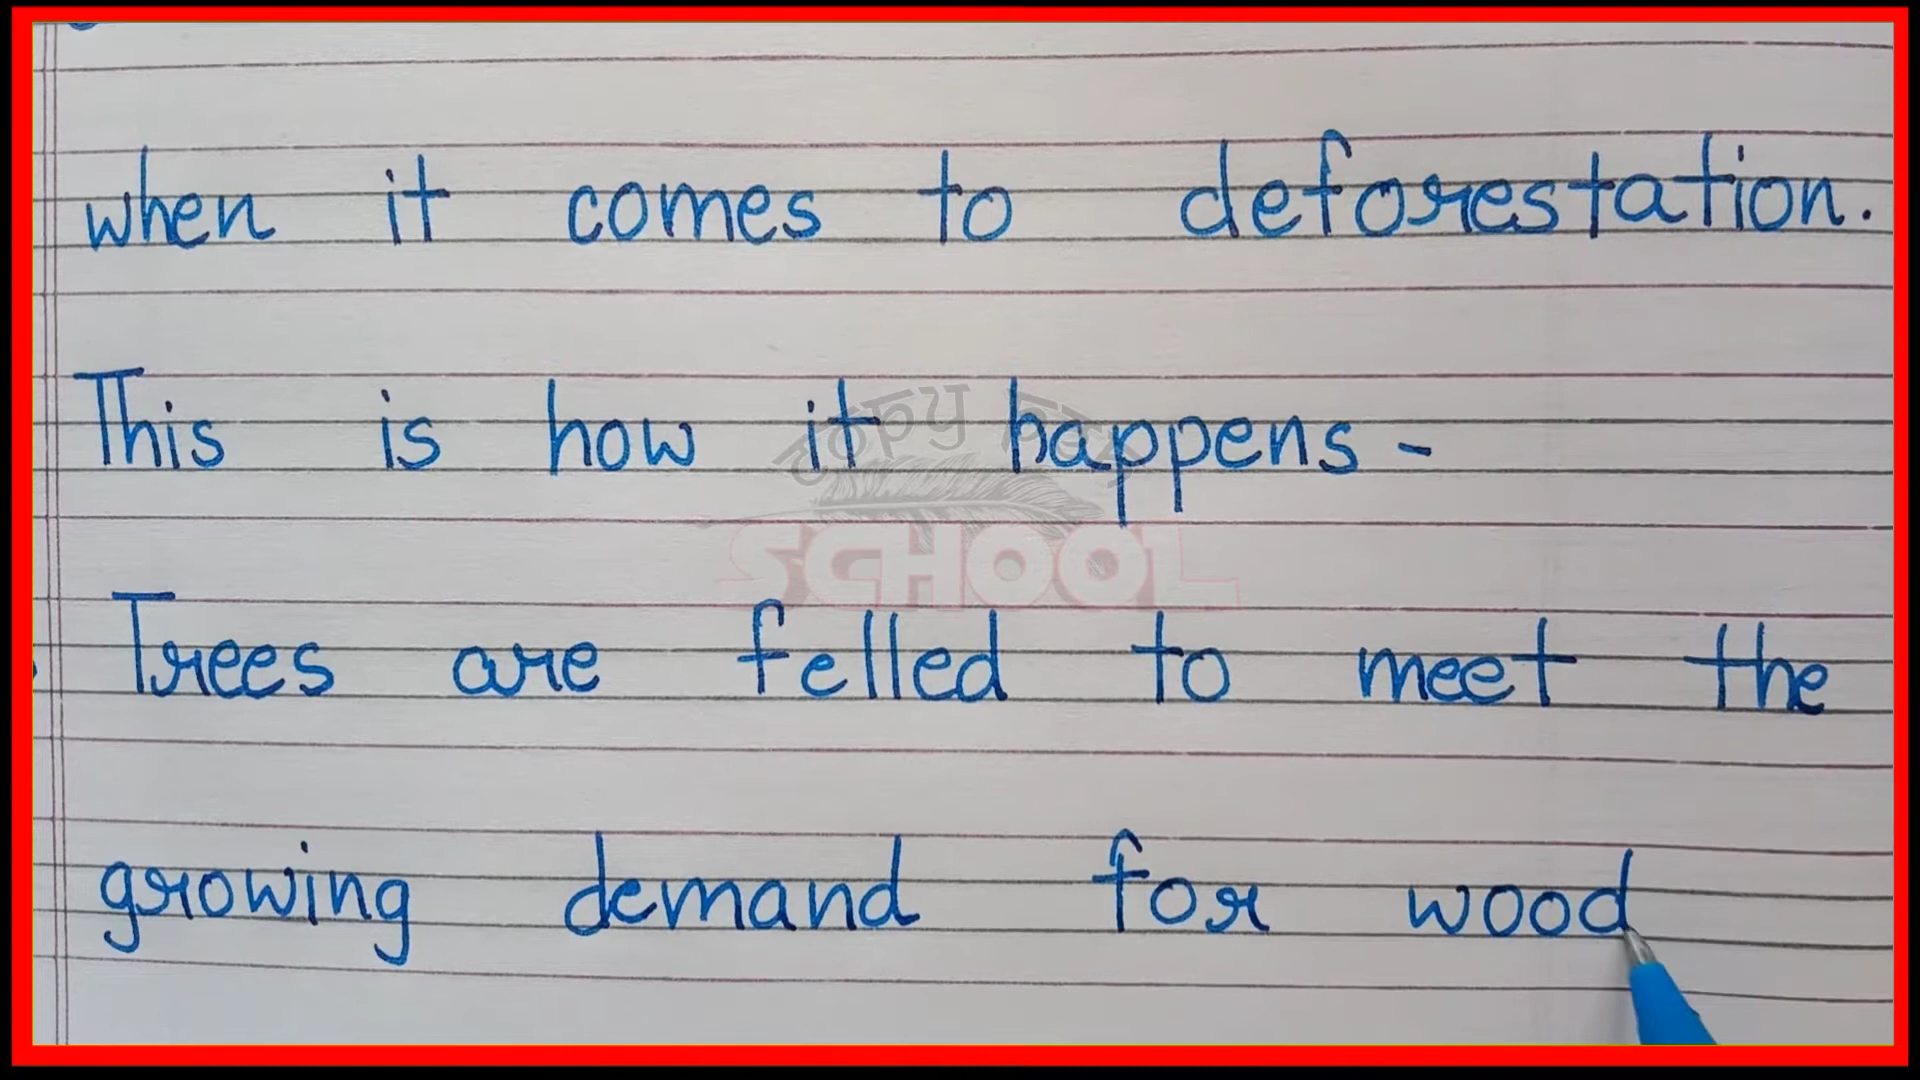 when it comes to deforestation.
This is how it happens -
कॉपी पेन
SCHOOL
Trees are felled to meet the
growing demand for wood